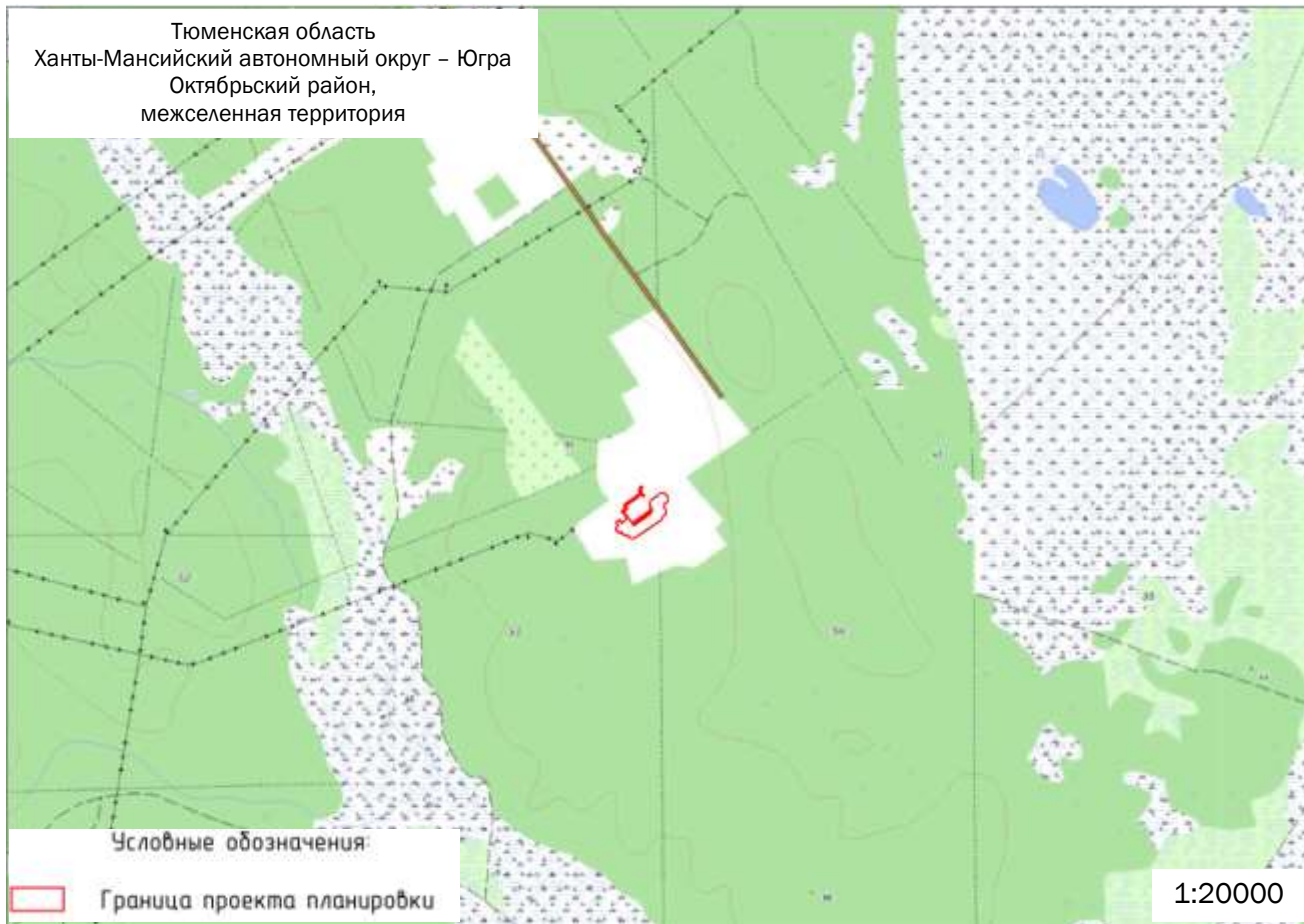 Тюменская область
Ханты-Мансийский автономный округ – Югра
Октябрьский район,
межселенная территория
Условные обозначения:
Граница проекта планировки
1:20000